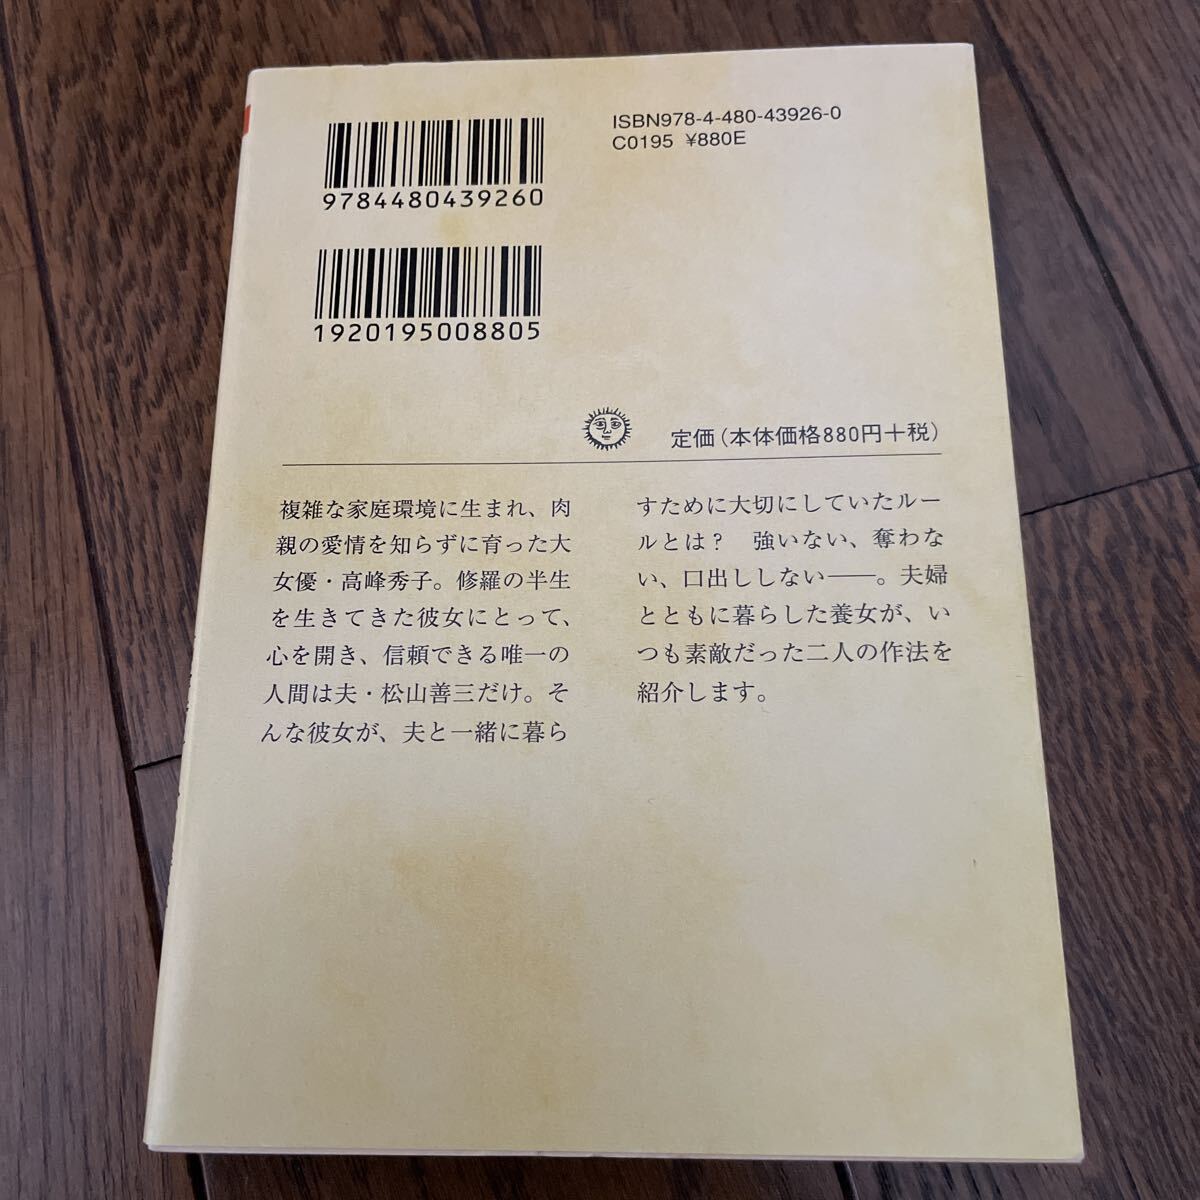 ISBN978-4-480-43926-0
C0195 ¥880E
9784480439260
1920195008805
定価(本体価格880円+税)
複雑な家庭環境に生まれ、肉
親の愛情を知らずに育った大
女優・高峰秀子。修羅の半生
を生きてきた彼女にとって、
心を開き、信頼できる唯一の
人間は夫・松山善三だけ。そ
んな彼女が、夫と一緒に暮ら
すために大切にしていたルー
ルとは? 強いない、奪わな
い、口出ししない――。夫婦
とともに暮らした養女が、い
つも素敵だった二人の作法を
紹介します。